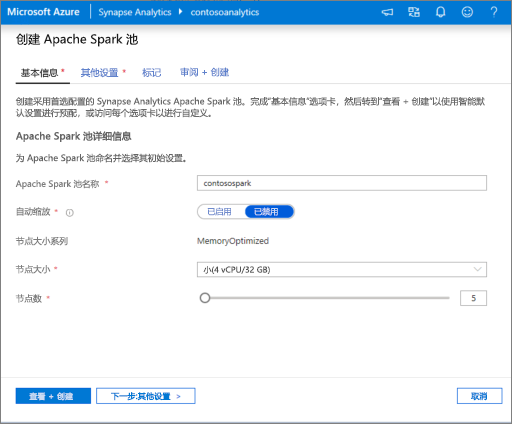 Microsoft Azure Synapse Analytics > contosoanalytics
创建 Apache Spark 池
基本信息 * 其他设置 * 标记 审阅 + 创建
创建采用首选配置的 Synapse Analytics Apache Spark 池。完成“基本信息”选项卡，然后转到“查看 + 创建”以使用智能默
认设置进行预配，或访问每个选项卡以进行自定义。
Apache Spark 池详细信息
为 Apache Spark 池命名并选择其初始设置。
Apache Spark 池名称 * contosospark
自动缩放 * 已启用 已禁用
节点大小系列 MemoryOptimized
节点大小 * 小(4 vCPU/32 GB)
节点数 * 5
查看 + 创建 下一步:其他设置 > 取消